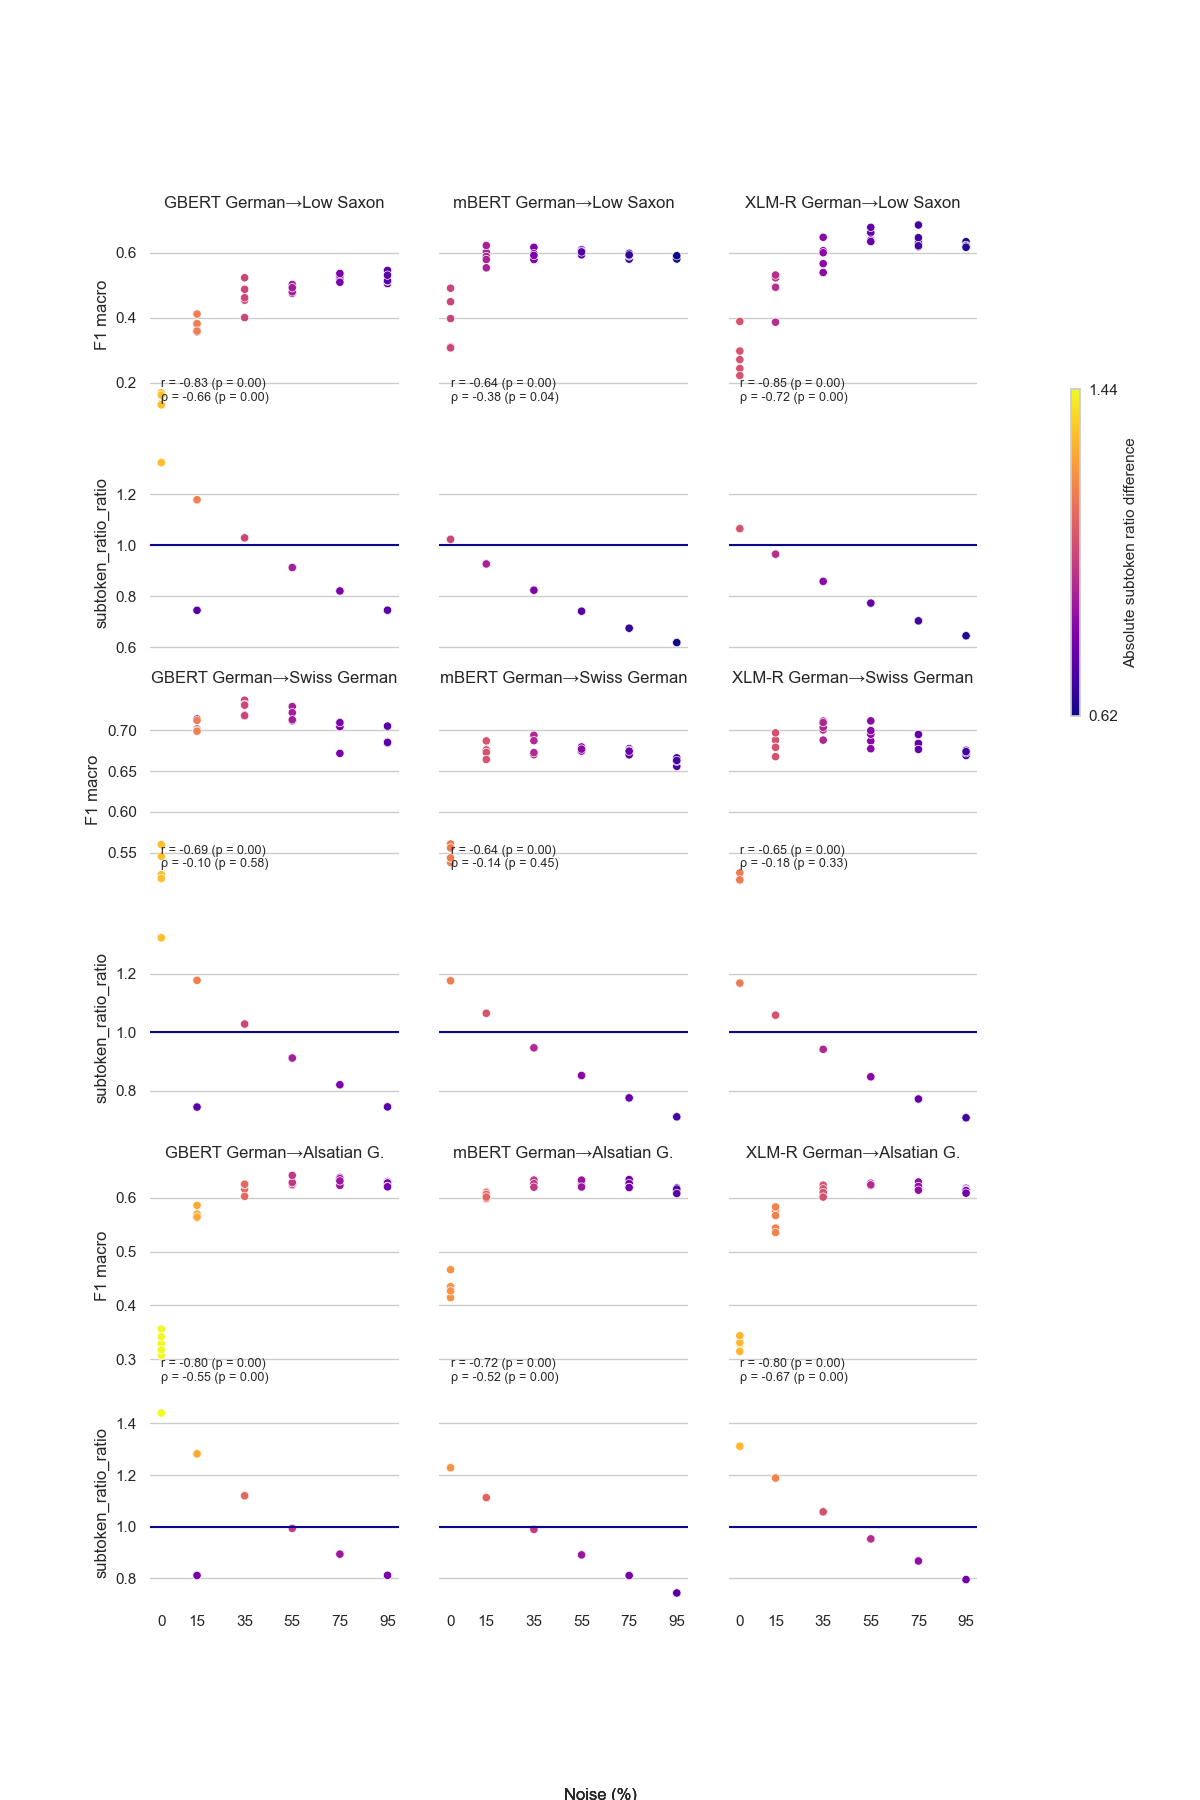 GBERT German→Low Saxon
mBERT German→Low Saxon
XLM-R German→Low Saxon
F1 macro
0.6
0.4
0.2
r = -0.83 (p = 0.00)
ρ = -0.66 (p = 0.00)
r = -0.64 (p = 0.00)
ρ = -0.38 (p = 0.04)
r = -0.85 (p = 0.00)
ρ = -0.72 (p = 0.00)
1.44
Absolute subtoken ratio difference
0.62
subtoken_ratio_ratio
1.2
1.0
0.8
0.6
GBERT German→Swiss German
mBERT German→Swiss German
XLM-R German→Swiss German
F1 macro
0.70
0.65
0.60
0.55
r = -0.69 (p = 0.00)
ρ = -0.10 (p = 0.58)
r = -0.64 (p = 0.00)
ρ = -0.14 (p = 0.45)
r = -0.65 (p = 0.00)
ρ = -0.18 (p = 0.33)
subtoken_ratio_ratio
1.2
1.0
0.8
GBERT German→Alsatian G.
mBERT German→Alsatian G.
XLM-R German→Alsatian G.
F1 macro
0.6
0.5
0.4
0.3
r = -0.80 (p = 0.00)
ρ = -0.55 (p = 0.00)
r = -0.72 (p = 0.00)
ρ = -0.52 (p = 0.00)
r = -0.80 (p = 0.00)
ρ = -0.67 (p = 0.00)
subtoken_ratio_ratio
1.4
1.2
1.0
0.8
0 15 35 55 75 95
0 15 35 55 75 95
0 15 35 55 75 95
Noise (%)